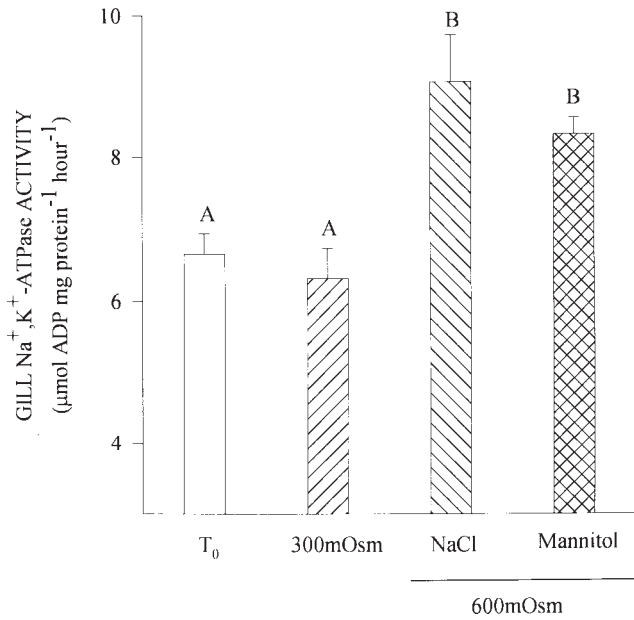 GILL Na⁺,K⁺-ATPase ACTIVITY
(μmol ADP mg protein⁻¹ hour⁻¹)
10
8
6
4
A
A
B
B
T₀
300mOsm
NaCl
Mannitol
600mOsm